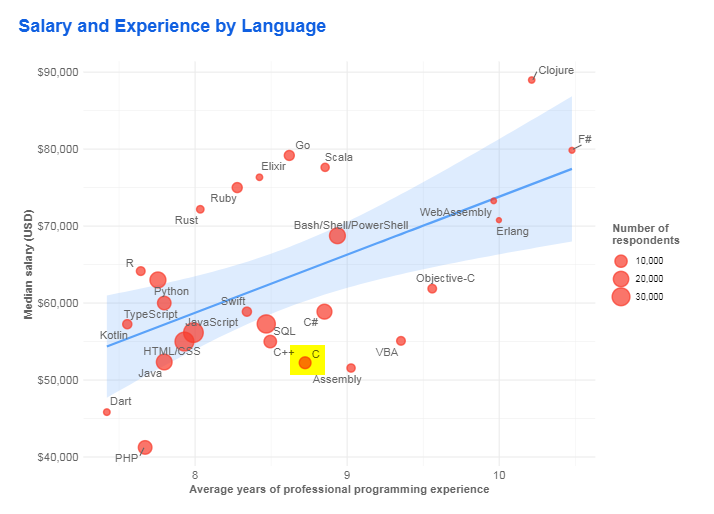 Salary and Experience by Language
Median salary (USD)
$90,000
$80,000
$70,000
$60,000
$50,000
$40,000
Clojure
F#
Go
Scala
Elixir
Ruby
Rust
WebAssembly
Erlang
Bash/Shell/PowerShell
R
Python
TypeScript
Kotlin
Swift
JavaScript
SQL
C#
Objective-C
HTML/CSS
Java
C++
C
VBA
Assembly
Dart
PHP
8
9
10
Average years of professional programming experience
Number of
respondents
10,000
20,000
30,000